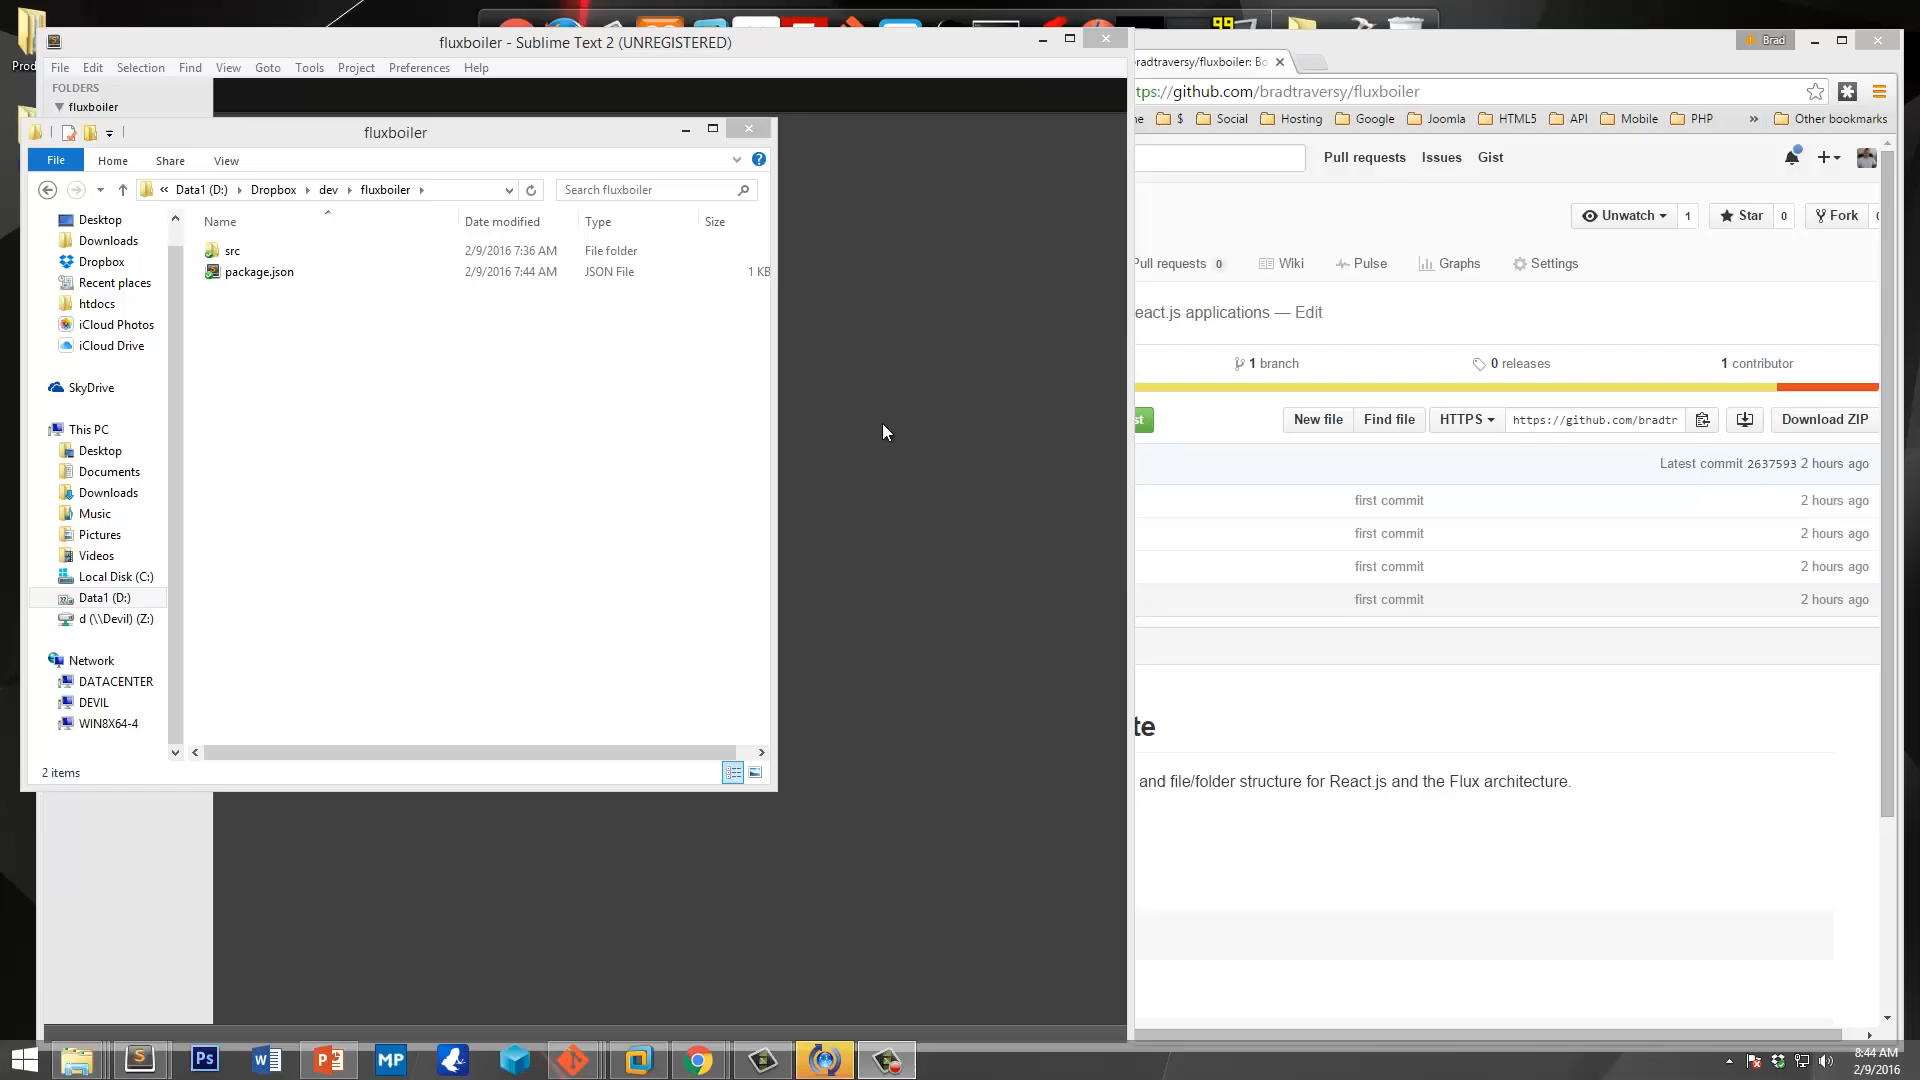 Prod
99
fluxboiler - Sublime Text 2 (UNREGISTERED)
File Edit Selection Find View Goto Tools Project Preferences Help
FOLDERS
fluxboiler
fluxboiler
File Home Share View
« Data1 (D:) Dropbox dev fluxboiler
Search fluxboiler
Name Date modified Type Size
src 2/9/2016 7:36 AM File folder
package.json 2/9/2016 7:44 AM JSON File 1 KB
Desktop
Downloads
Dropbox
Recent places
htdocs
iCloud Photos
iCloud Drive
SkyDrive
This PC
Desktop
Documents
Downloads
Music
Pictures
Videos
Local Disk (C:)
Data1 (D:)
d (\\Devil) (Z:)
Network
DATACENTER
DEVIL
WIN8X64-4
2 items
Brad
radtraversy/fluxboiler: Bo
tps://github.com/bradtraversy/fluxboiler
ne $ Social Hosting Google Joomla HTML5 API Mobile PHP » Other bookmarks
Pull requests Issues Gist
Unwatch 1 Star 0 Fork
Pull requests 0 Wiki Pulse Graphs Settings
eact.js applications — Edit
1 branch 0 releases 1 contributor
st New file Find file HTTPS https://github.com/bradtr Download ZIP
Latest commit 2637593 2 hours ago
first commit 2 hours ago
first commit 2 hours ago
first commit 2 hours ago
first commit 2 hours ago
te
and file/folder structure for React.js and the Flux architecture.
Ps
MP
8:44 AM
2/9/2016